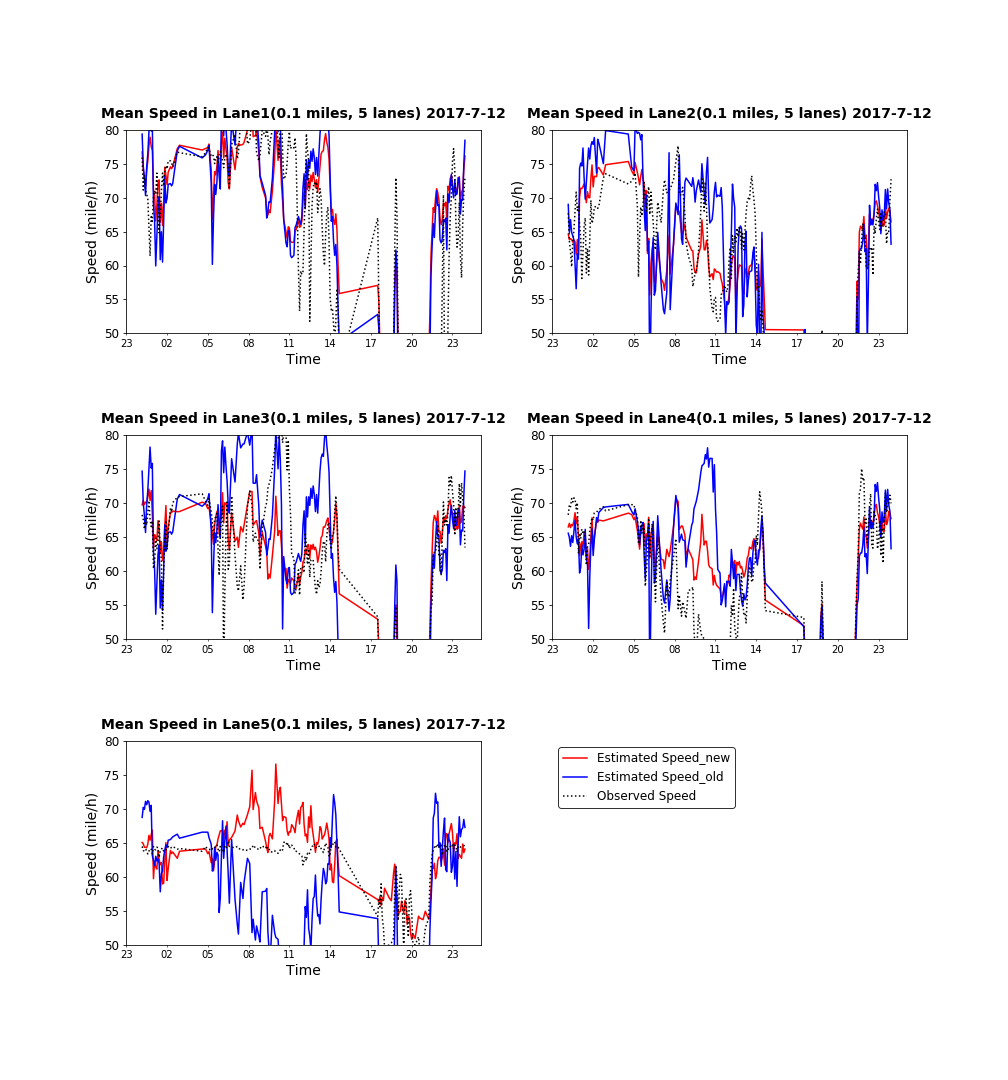 Mean Speed in Lane1(0.1 miles, 5 lanes) 2017-7-12
80
75
70
65
60
55
50
Speed (mile/h)
23 02 05 08 11 14 17 20 23
Time
Mean Speed in Lane2(0.1 miles, 5 lanes) 2017-7-12
80
75
70
65
60
55
50
Speed (mile/h)
23 02 05 08 11 14 17 20 23
Time
Mean Speed in Lane3(0.1 miles, 5 lanes) 2017-7-12
80
75
70
65
60
55
50
Speed (mile/h)
23 02 05 08 11 14 17 20 23
Time
Mean Speed in Lane4(0.1 miles, 5 lanes) 2017-7-12
80
75
70
65
60
55
50
Speed (mile/h)
23 02 05 08 11 14 17 20 23
Time
Mean Speed in Lane5(0.1 miles, 5 lanes) 2017-7-12
80
75
70
65
60
55
50
Speed (mile/h)
23 02 05 08 11 14 17 20 23
Time
Estimated Speed_new
Estimated Speed_old
Observed Speed